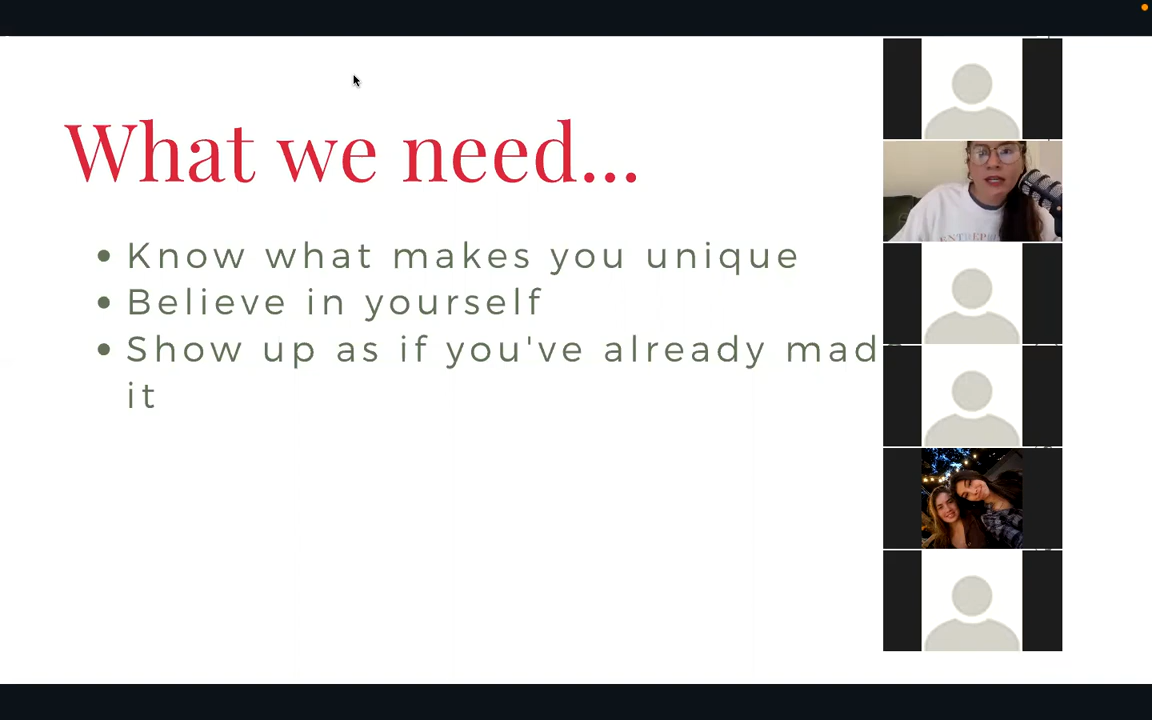 What we need...
• Know what makes you unique
• Believe in yourself
• Show up as if you've already mad
it